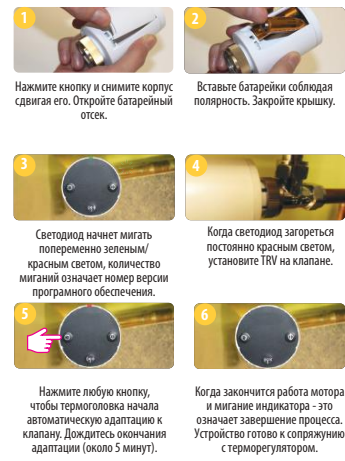 1
Нажмите кнопку и снимите корпус
сдвигая его. Откройте батарейный
отсек.
2
Вставьте батарейки соблюдая
полярность. Закройте крышку.
3
Светодиод начнет мигать
попеременно зеленым/
красным светом, количество
миганий означает номер версии
програмного обеспечения.
4
Когда светодиод загореться
постоянно красным светом,
установите TRV на клапане.
5
Нажмите любую кнопку,
чтобы термоголовка начала
автоматическую адаптацию к
клапану. Дождитесь окончания
адаптации (около 5 минут).
6
Когда закончится работа мотора
и мигание индикатора - это
означает завершение процесса.
Устройство готово к сопряжению
с терморегулятором.